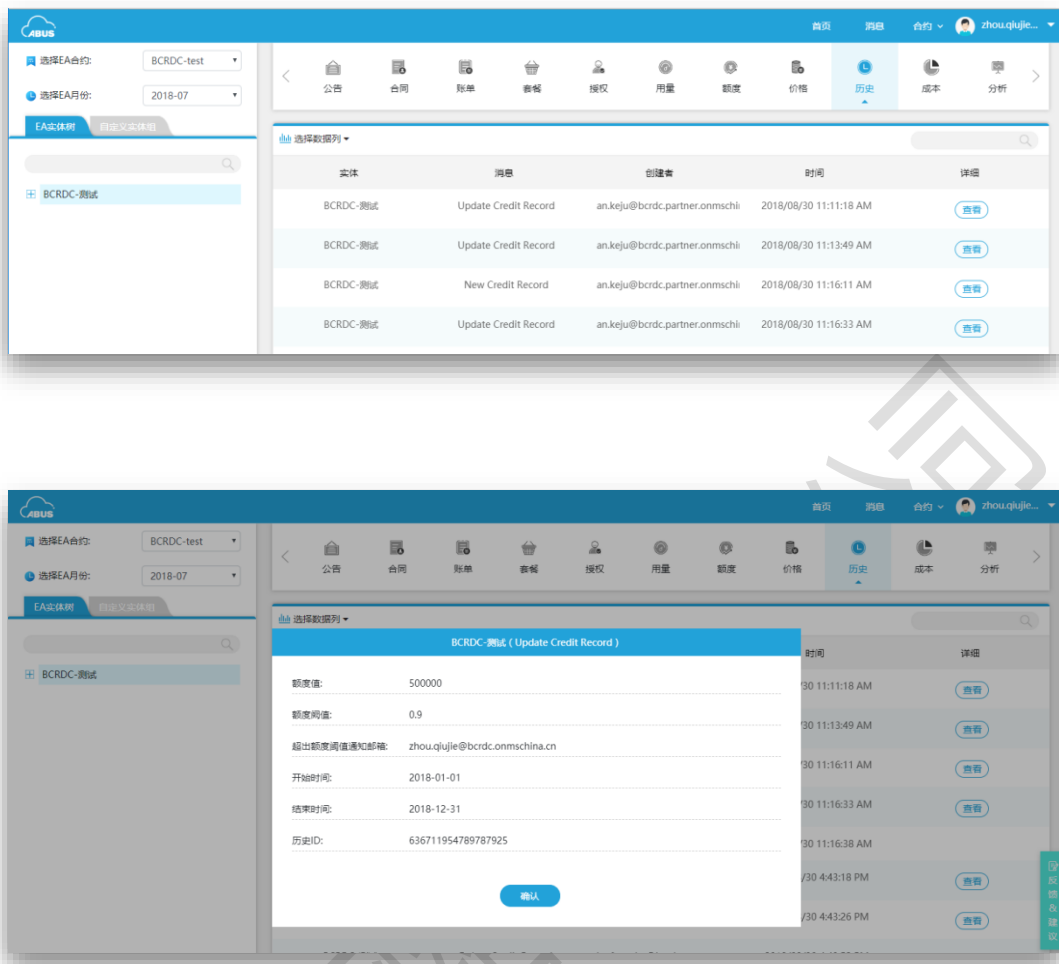 ABUS
首页 消息 合约 zhou.qiujie...
选择EA合约: BCRDC-test
选择EA月份: 2018-07
公告 合同 账单 套餐 授权 用量 额度 价格 历史 成本 分析
EA实体树 自定义实体组
选择数据列
实体 消息 创建者 时间 详细
BCRDC-测试
BCRDC-测试 Update Credit Record an.keju@bcrdc.partner.onmschi 2018/08/30 11:11:18 AM 查看
BCRDC-测试 Update Credit Record an.keju@bcrdc.partner.onmschi 2018/08/30 11:13:49 AM 查看
BCRDC-测试 New Credit Record an.keju@bcrdc.partner.onmschi 2018/08/30 11:16:11 AM 查看
BCRDC-测试 Update Credit Record an.keju@bcrdc.partner.onmschi 2018/08/30 11:16:33 AM 查看
ABUS
首页 消息 合约 zhou.qiujie...
选择EA合约: BCRDC-test
选择EA月份: 2018-07
公告 合同 账单 套餐 授权 用量 额度 价格 历史 成本 分析
EA实体树 自定义实体组
选择数据列
BCRDC-测试 ( Update Credit Record )
时间 详细
BCRDC-测试
额度值: 500000
/30 11:11:18 AM 查看
额度阀值: 0.9
/30 11:13:49 AM 查看
超出额度阈值通知邮箱: zhou.qiujie@bcrdc.onmschina.cn
/30 11:16:11 AM 查看
开始时间: 2018-01-01
/30 11:16:33 AM 查看
结束时间: 2018-12-31
历史ID: 636711954789787925
/30 11:16:38 AM
/30 4:43:18 PM 查看
确认
/30 4:43:26 PM 查看
反馈&建议